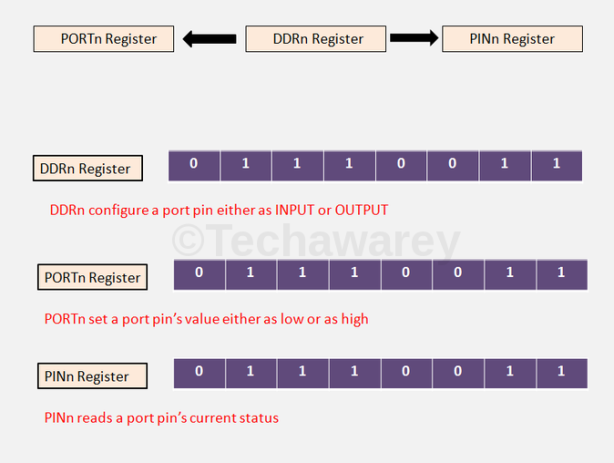 PORTn Register DDRn Register PINn Register
DDRn Register 0 1 1 1 0 0 1 1
DDRn configure a port pin either as INPUT or OUTPUT
©Techawarey
PORTn Register 0 1 1 1 0 0 1 1
PORTn set a port pin's value either as low or as high
PINn Register 0 1 1 1 0 0 1 1
PINn reads a port pin's current status